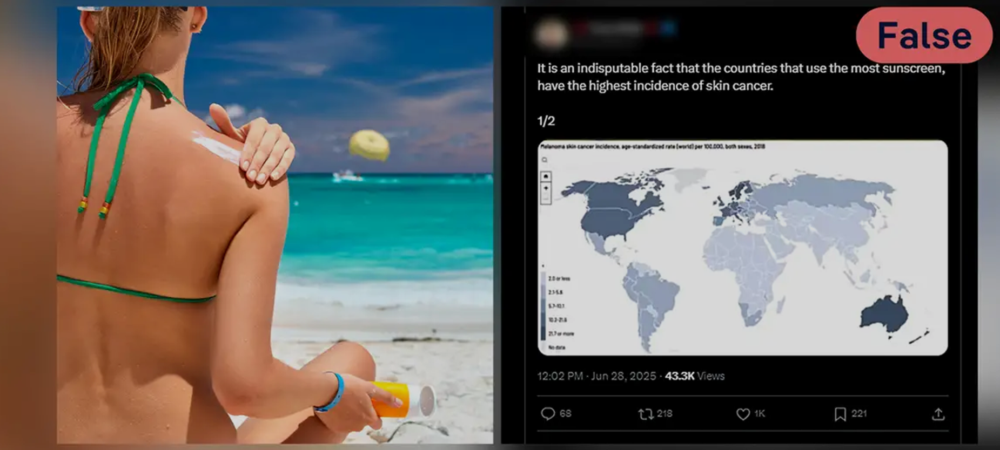 False
It is an indisputable fact that the countries that use the most sunscreen,
have the highest incidence of skin cancer.
1/2
Melanoma skin cancer incidence, age-standardized rate (world) per 100,000, both sexes, 2018
2.0 or less
2.1-5.6
5.7-10.1
10.2-21.6
21.7 or more
No data
12:02 PM · Jun 28, 2025 · 43.3K Views
68 218 1K 221